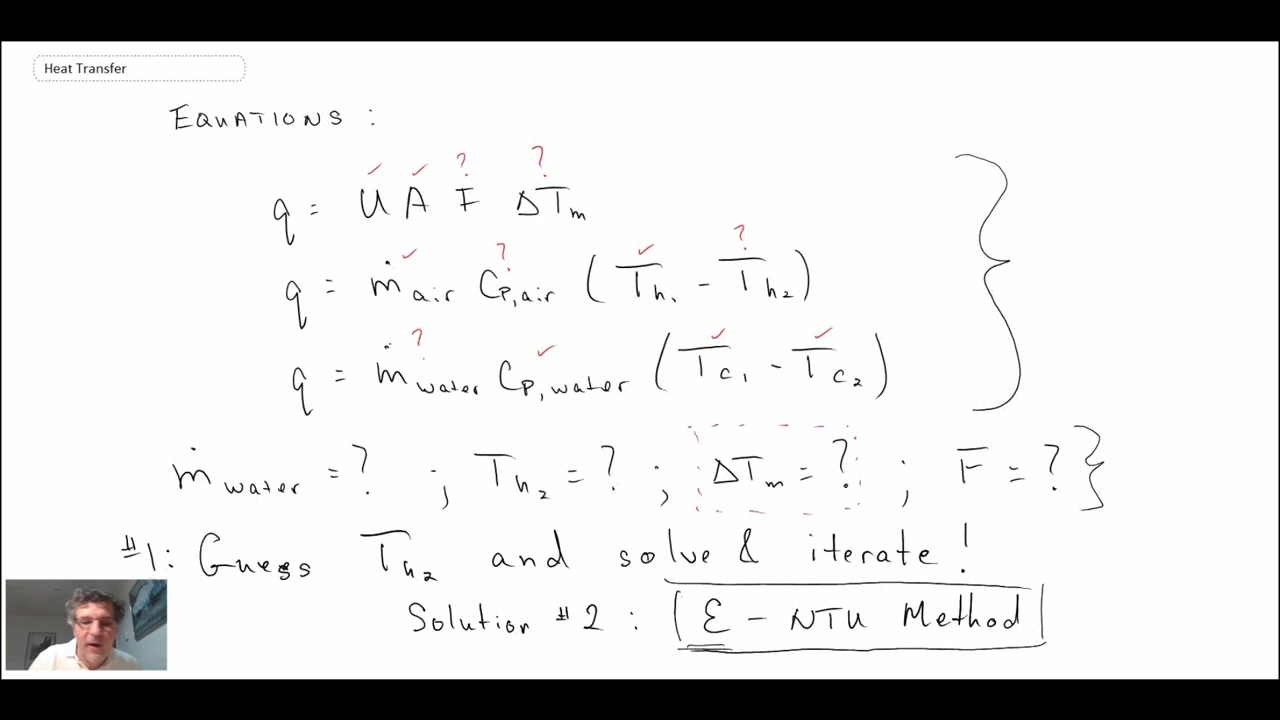 Heat Transfer
EQUATIONS :
✓ ✓ ? ?
q = U A F ΔTm
✓ ? ✓ ?
q = ṁair Cp,air (Th1 - Th2)
? ✓ ✓ ✓
q = ṁwater Cp,water (Tc1 - Tc2)
ṁwater = ? ; Th2 = ? ; ΔTm = ? ; F = ?
#1: Guess Th2 and solve & iterate!
Solution #2 : ε - NTU Method